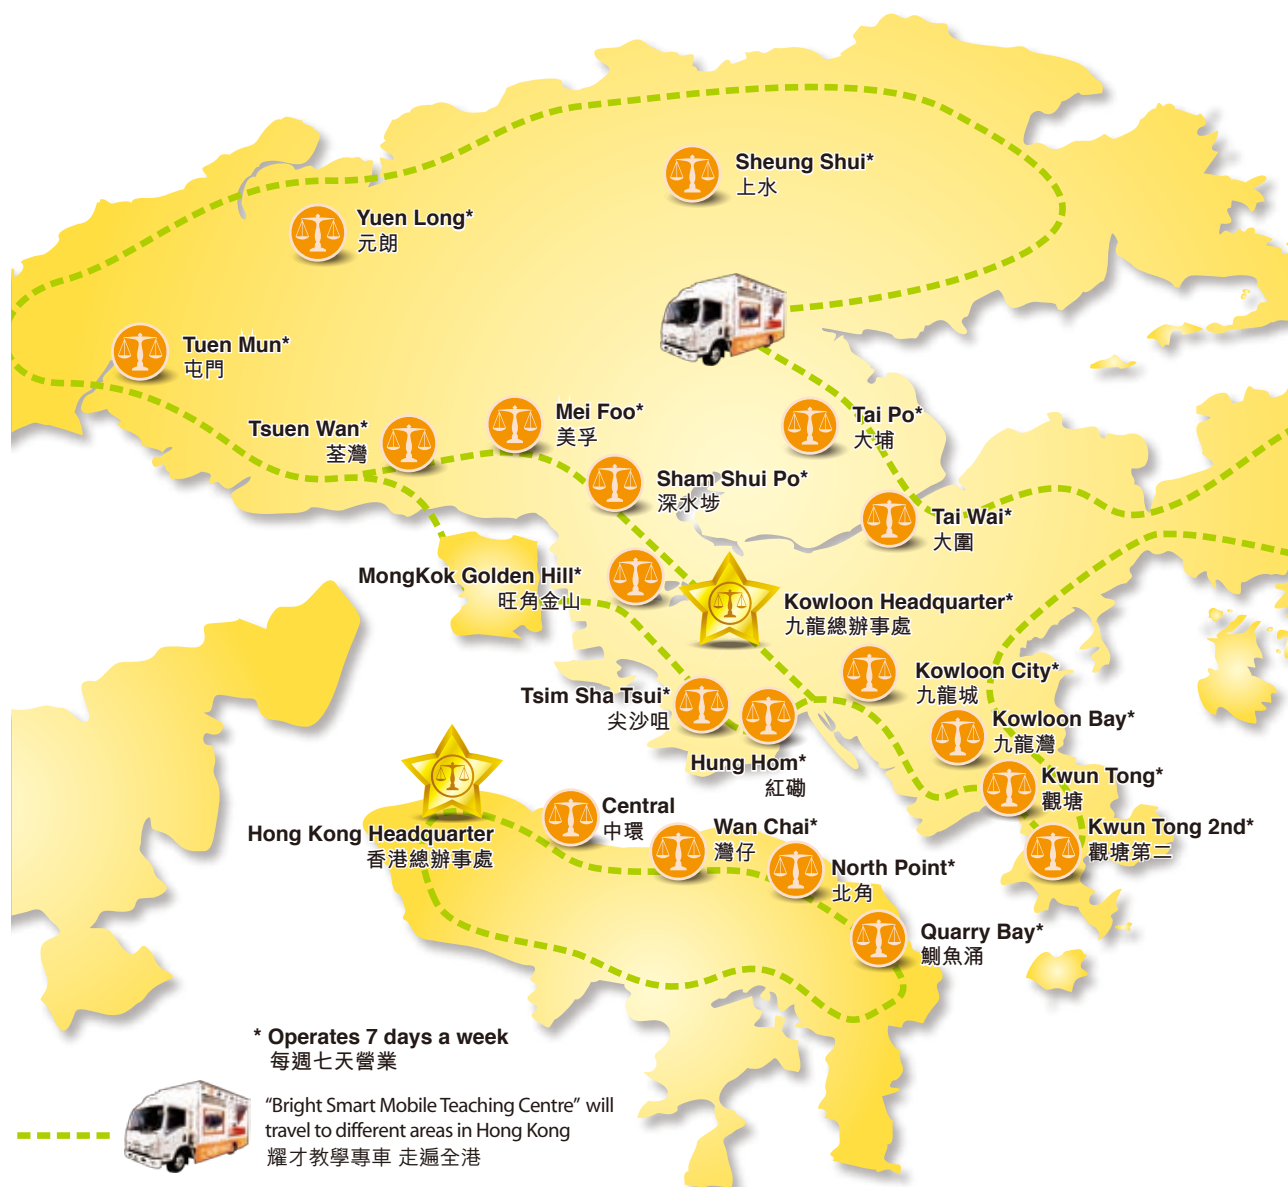 Sheung Shui*
上水
Yuen Long*
元朗
Tuen Mun*
屯門
Mei Foo*
美孚
Tsuen Wan*
荃灣
Tai Po*
大埔
Sham Shui Po*
深水埗
Tai Wai*
大圍
MongKok Golden Hill*
旺角金山
Kowloon Headquarter*
九龍總辦事處
Kowloon City*
九龍城
Tsim Sha Tsui*
尖沙咀
Kowloon Bay*
九龍灣
Hung Hom*
紅磡
Kwun Tong*
觀塘
Central
中環
Hong Kong Headquarter
香港總辦事處
Wan Chai*
灣仔
Kwun Tong 2nd*
觀塘第二
North Point*
北角
Quarry Bay*
鰂魚涌
* Operates 7 days a week
每週七天營業
“Bright Smart Mobile Teaching Centre” will
travel to different areas in Hong Kong
耀才教學專車 走遍全港